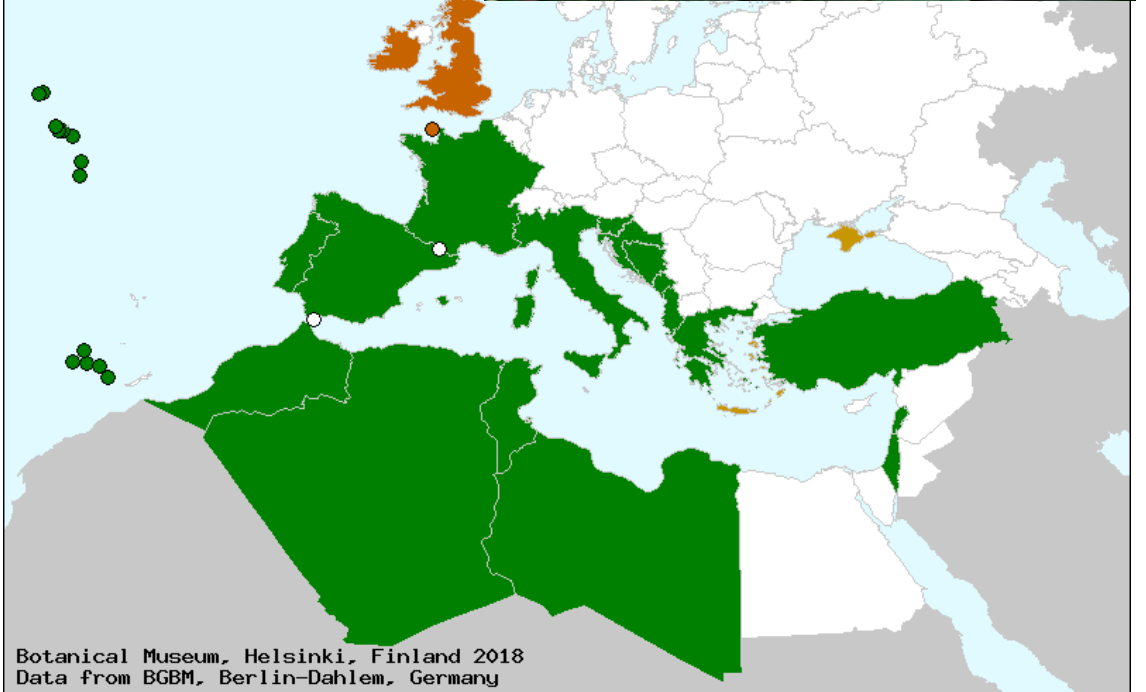 Botanical Museum, Helsinki, Finland 2018
Data from BGBM, Berlin-Dahlem, Germany